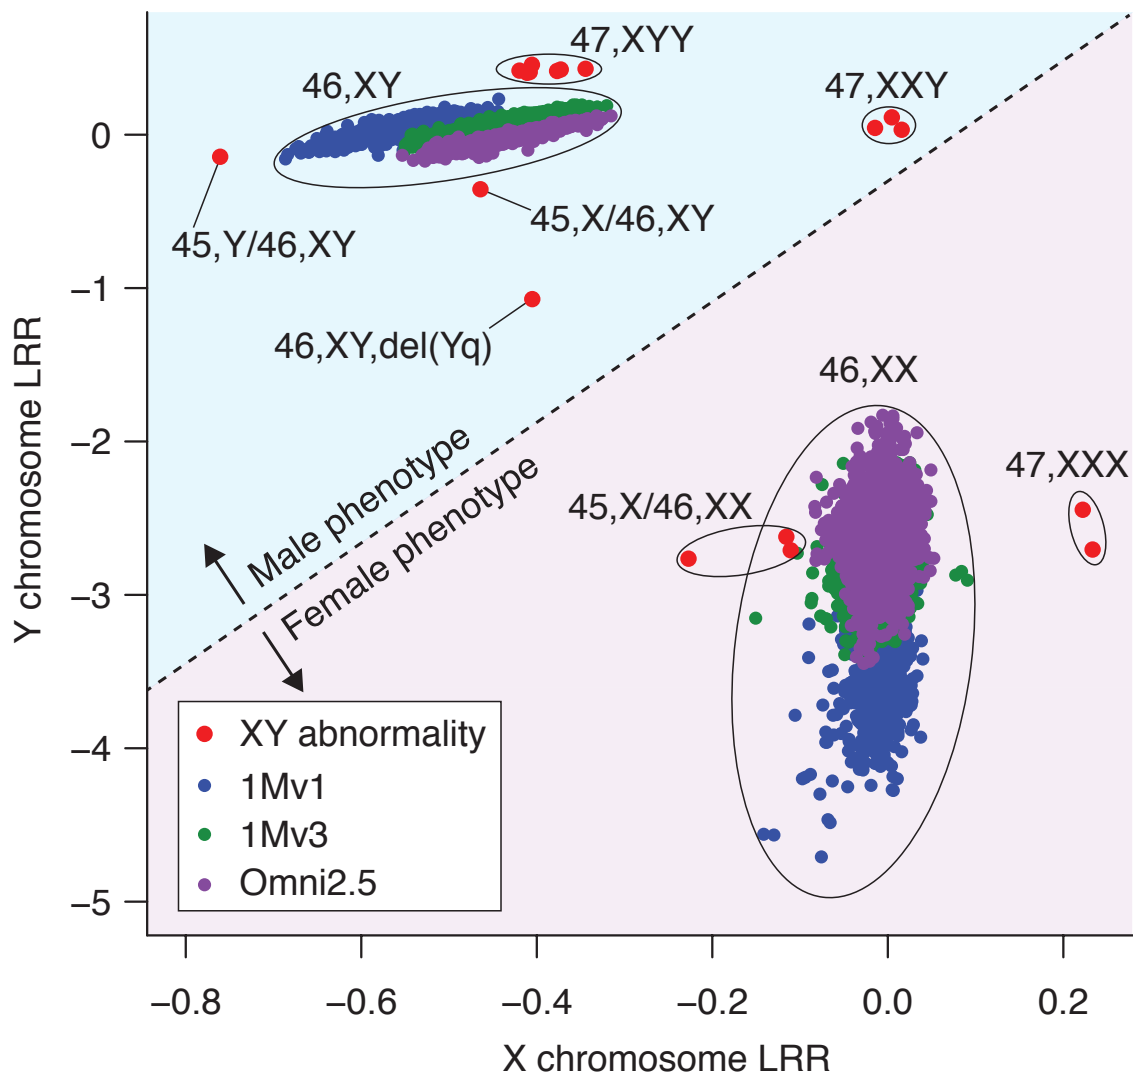 47,XYY
46,XY
47,XXY
0
45,Y/46,XY
45,X/46,XY
−1
46,XY,del(Yq)
46,XX
−2
47,XXX
45,X/46,XX
Male phenotype
Female phenotype
−3
XY abnormality
1Mv1
1Mv3
Omni2.5
−4
−5
Y chromosome LRR
−0.8
−0.6
−0.4
−0.2
0.0
0.2
X chromosome LRR